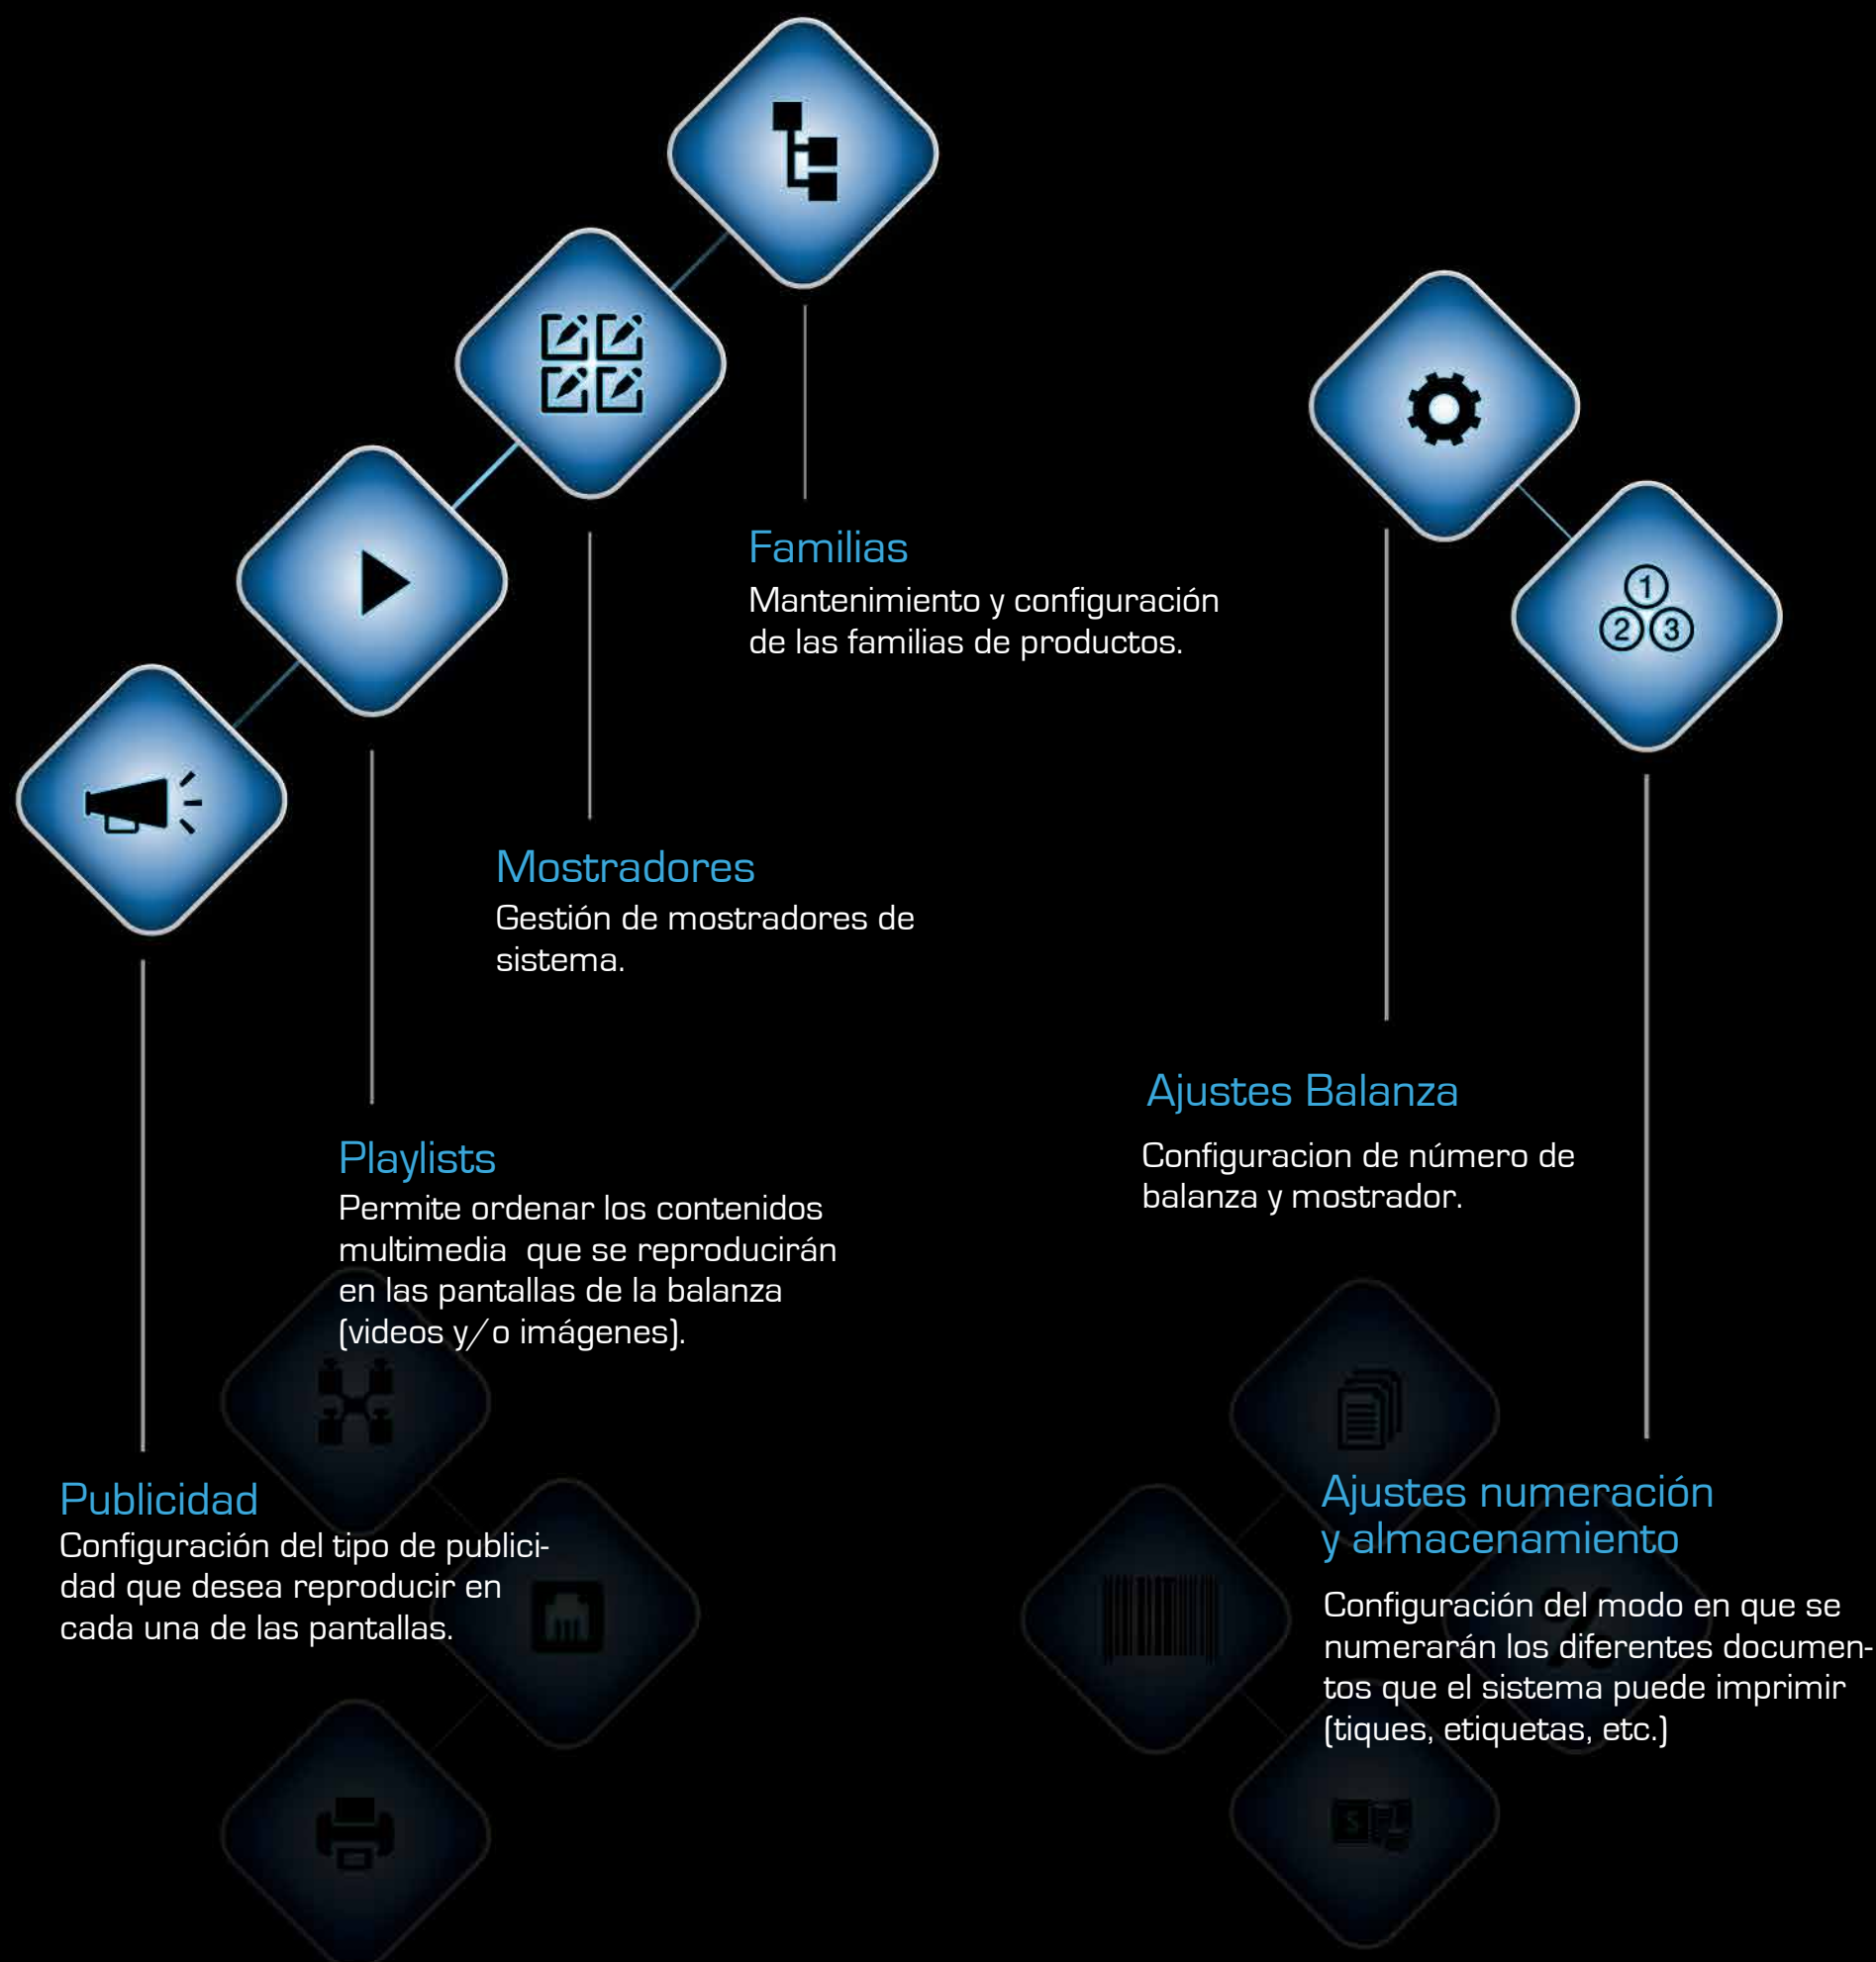 Familias
Mantenimiento y configuración
de las familias de productos.
Mostradores
Gestión de mostradores de
sistema.
Playlists
Permite ordenar los contenidos
multimedia  que se reproducirán
en las pantallas de la balanza
(videos y/o imágenes).
Publicidad
Configuración del tipo de publici-
dad que desea reproducir en
cada una de las pantallas.
1
2 3
Ajustes Balanza
Configuracion de número de
balanza y mostrador.
Ajustes numeración
y almacenamiento
Configuración del modo en que se
numerarán los diferentes documen-
tos que el sistema puede imprimir
(tiques, etiquetas, etc.)
%
$